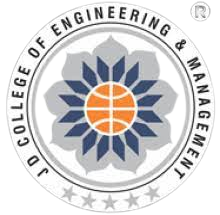 J D COLLEGE OF ENGINEERING & MANAGEMENT
®